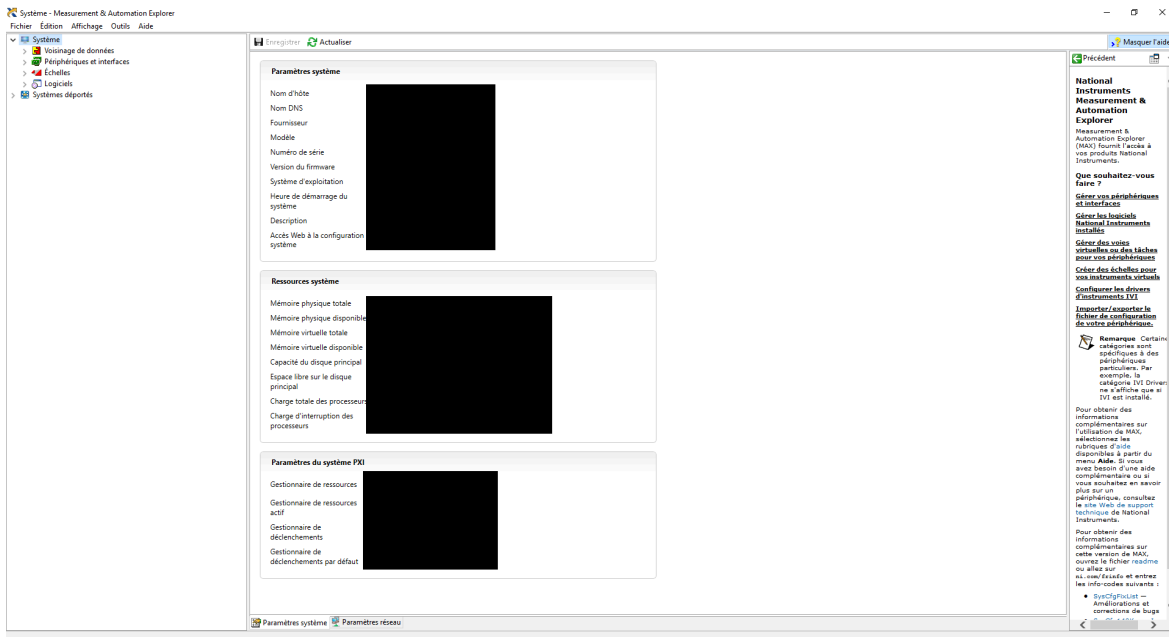 Système - Measurement & Automation Explorer
Fichier Édition Affichage Outils Aide
Système
Voisinage de données
Périphériques et interfaces
Échelles
Logiciels
Systèmes déportés
Enregistrer Actualiser
Masquer l'aide
Paramètres système
Nom d'hôte
Nom DNS
Fournisseur
Modèle
Numéro de série
Version du firmware
Système d'exploitation
Heure de démarrage du
système
Description
Accès Web à la configuration
système
Ressources système
Mémoire physique totale
Mémoire physique disponible
Mémoire virtuelle totale
Mémoire virtuelle disponible
Capacité du disque principal
Espace libre sur le disque
principal
Charge totale des processeurs
Charge d'interruption des
processeurs
Paramètres du système PXI
Gestionnaire de ressources
Gestionnaire de ressources
actif
Gestionnaire de
déclenchements
Gestionnaire de
déclenchements par défaut
Paramètres système Paramètres réseau
Précédent
National
Instruments
Measurement &
Automation
Explorer
Measurement &
Automation Explorer
(MAX) fournit l'accès à
vos produits National
Instruments.
Que souhaitez-vous
faire ?
Gérer vos périphériques
et interfaces
Gérer les logiciels
National Instruments
installés
Gérer des voies
virtuelles ou des tâches
pour vos périphériques
Créer des échelles pour
vos instruments virtuels
Configurer les drivers
d'instruments IVI
Importer/exporter le
fichier de configuration
de votre périphérique.
Remarque Certaine
catégories sont
spécifiques à des
périphériques
particuliers. Par
exemple, la
catégorie IVI Driver
ne s'affiche que si
IVI est installé.
Pour obtenir des
informations
complémentaires sur
l'utilisation de MAX,
sélectionnez les
rubriques d'aide
disponibles à partir du
menu Aide. Si vous
avez besoin d'une aide
complémentaire ou si
vous souhaitez en savoir
plus sur un
périphérique, consultez
le site Web de support
technique de National
Instruments.
Pour obtenir des
informations
complémentaires sur
cette version de MAX,
ouvrez le fichier readme
ou allez sur
ni.com/frinfo et entrez
les info-codes suivants :
SysCfgFixList —
Améliorations et
corrections de bugs